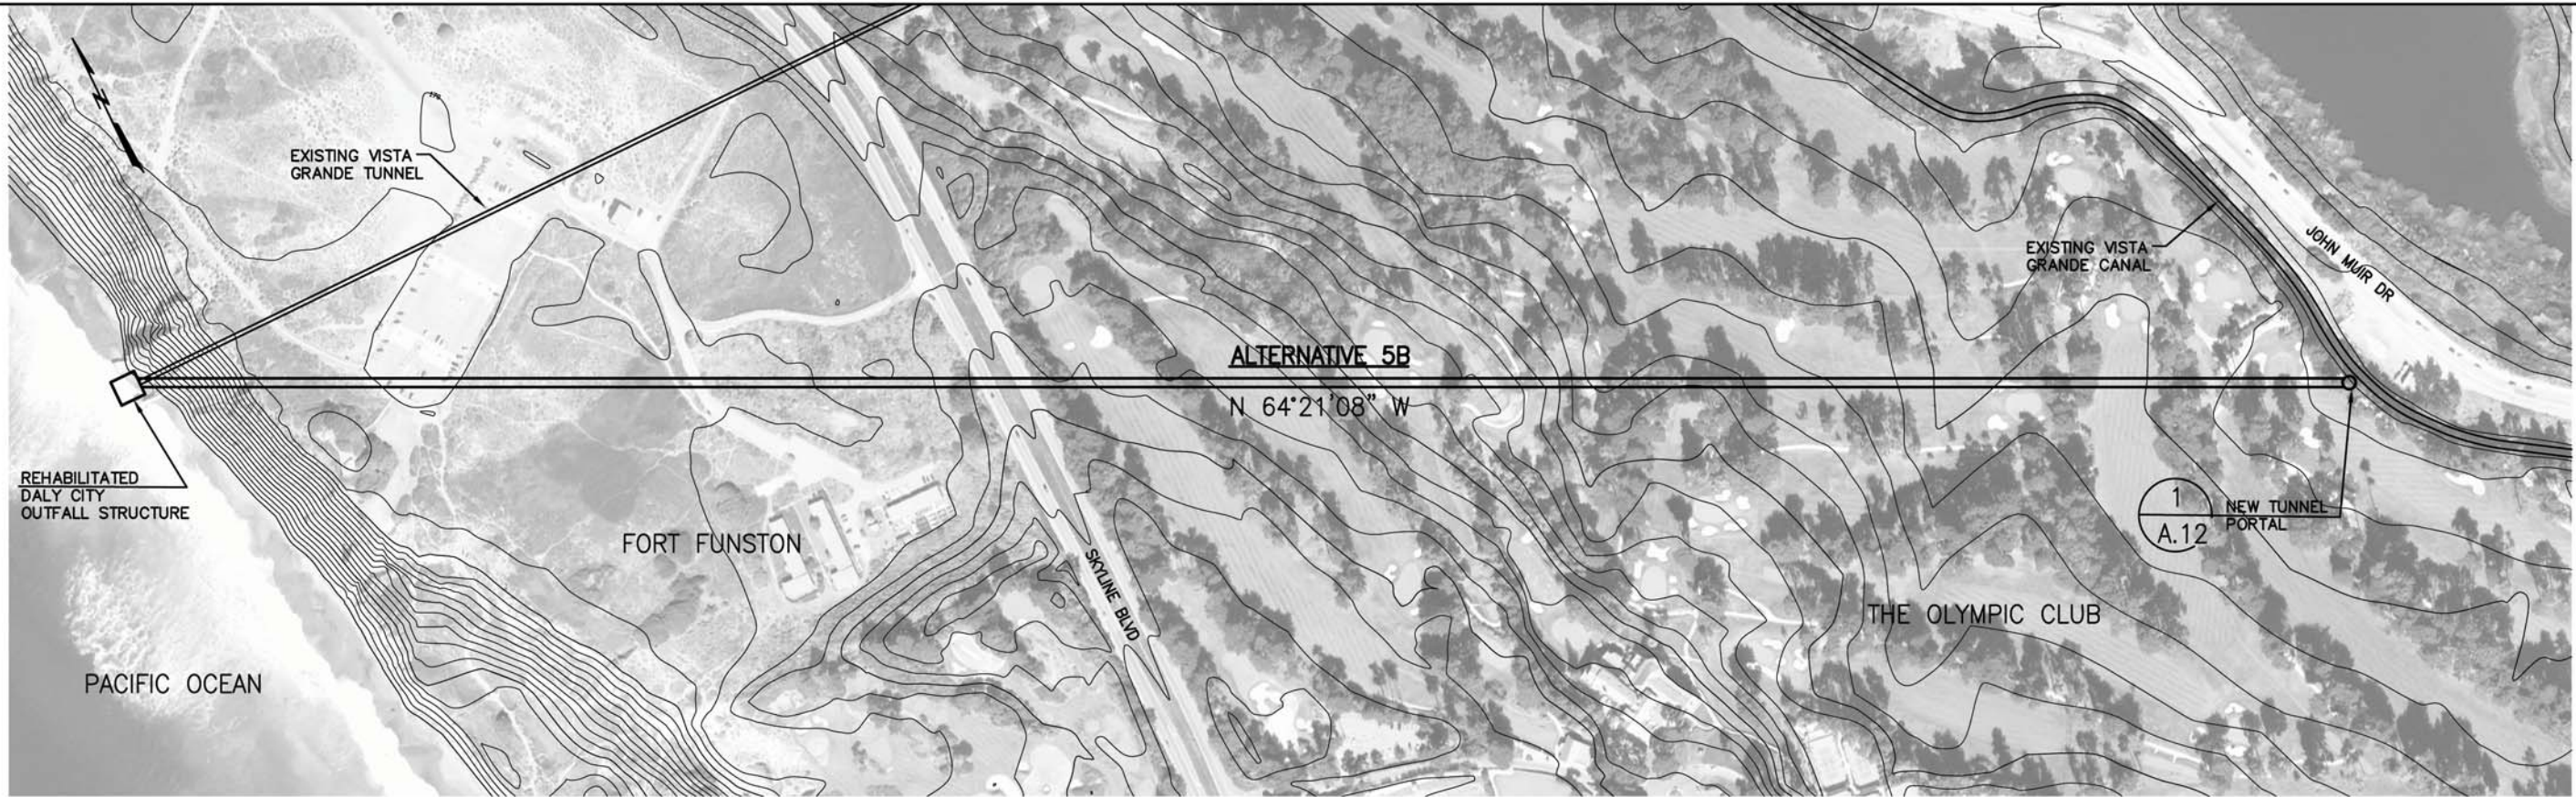 N
EXISTING VISTA
GRANDE TUNNEL
EXISTING VISTA
GRANDE CANAL
JOHN MUIR DR
ALTERNATIVE 5B
N 64°21'08" W
REHABILITATED
DALY CITY
OUTFALL STRUCTURE
1
A.12
NEW TUNNEL
PORTAL
FORT FUNSTON
SKYLINE BLVD
THE OLYMPIC CLUB
PACIFIC OCEAN